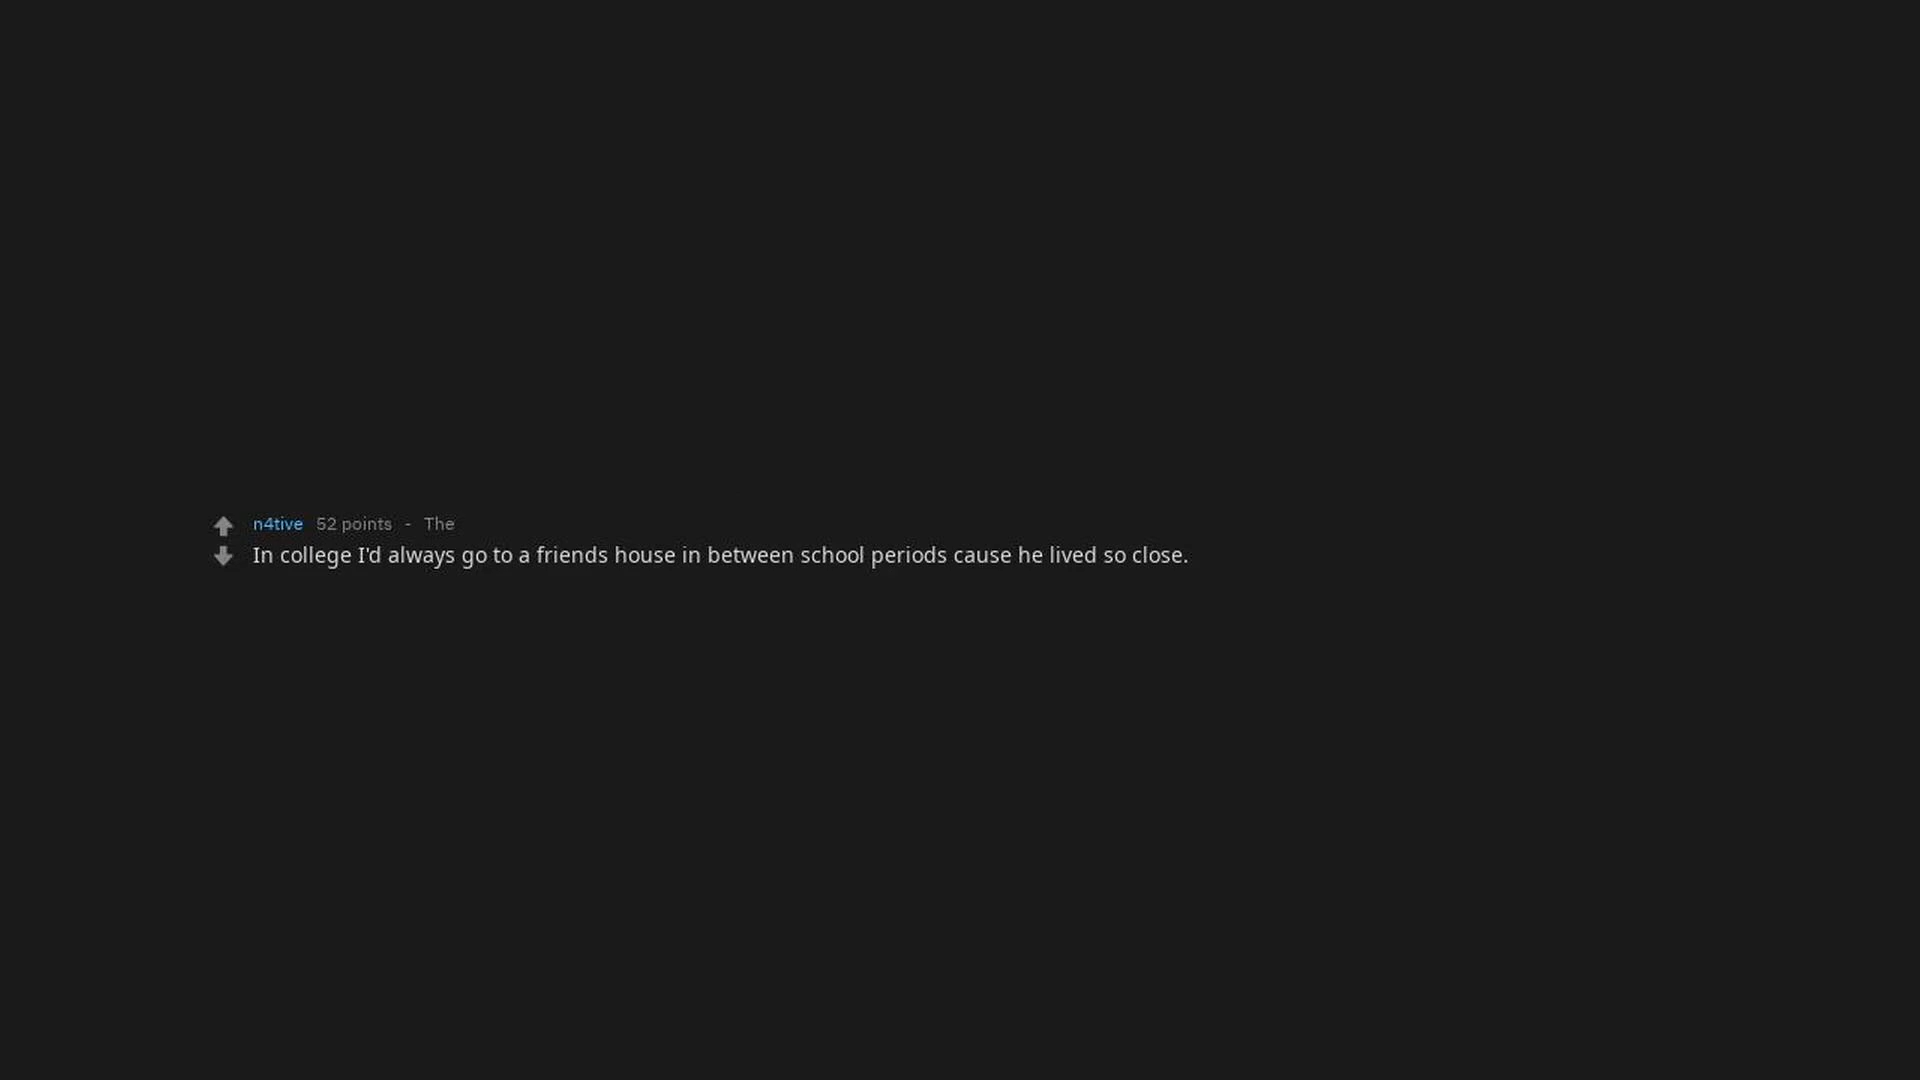 n4tive 52 points - The
In college I'd always go to a friends house in between school periods cause he lived so close.